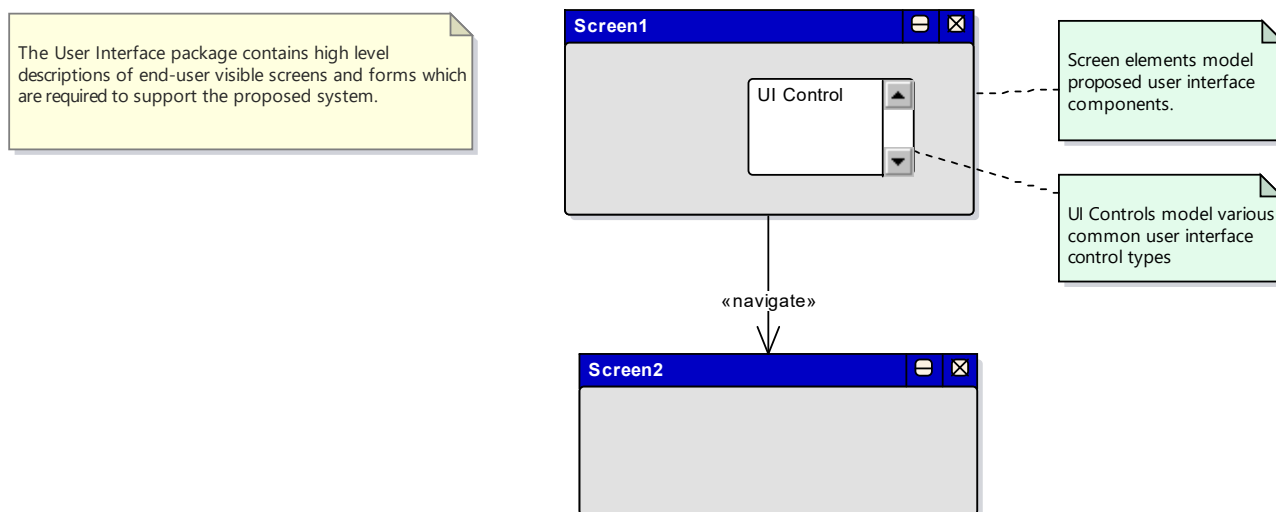 The User Interface package contains high level
descriptions of end-user visible screens and forms which
are required to support the proposed system.
Screen1
UI Control
Screen elements model
proposed user interface
components.
UI Controls model various
common user interface
control types
«navigate»
Screen2